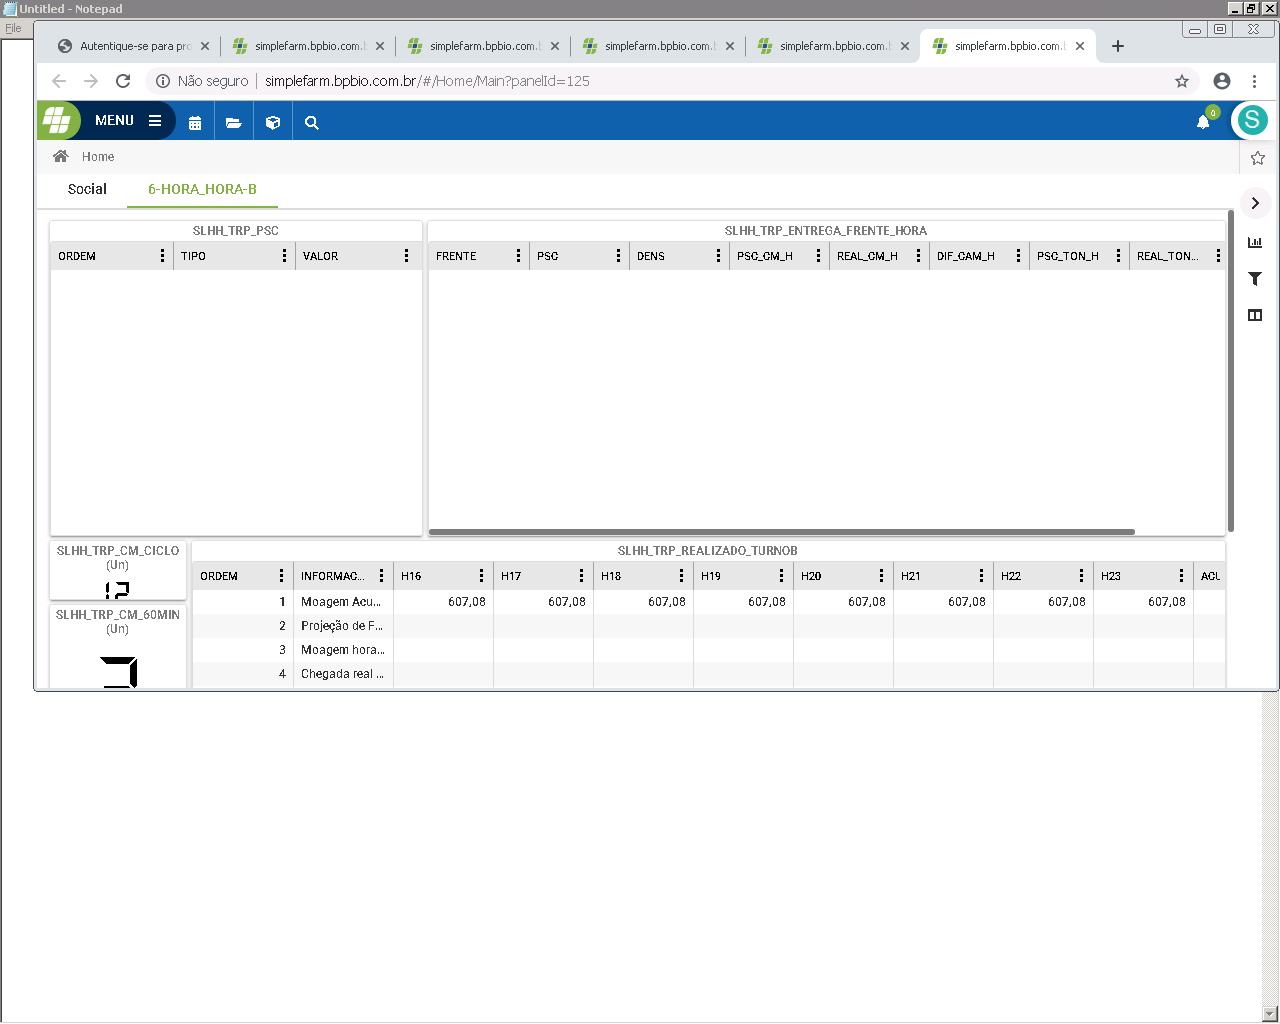 Untitled - Notepad
File
Autentique-se para pro
simplefarm.bpbio.com.b
simplefarm.bpbio.com.b
simplefarm.bpbio.com.b
simplefarm.bpbio.com.b
simplefarm.bpbio.com.b
Não seguro | simplefarm.bpbio.com.br/#/Home/Main?panelId=125
MENU
6
S
Home
Social 6-HORA_HORA-B
SLHH_TRP_PSC
ORDEM TIPO VALOR
SLHH_TRP_ENTREGA_FRENTE_HORA
FRENTE PSC DENS PSC_CM_H REAL_CM_H DIF_CAM_H PSC_TON_H REAL_TON...
SLHH_TRP_CM_CICLO
(Un)
12
SLHH_TRP_CM_60MIN
(Un)
SLHH_TRP_REALIZADO_TURNOB
ORDEM INFORMAC... H16 H17 H18 H19 H20 H21 H22 H23 ACU
1 Moagem Acu... 607,08 607,08 607,08 607,08 607,08 607,08 607,08 607,08
2 Projeção de F...
3 Moagem hora...
4 Chegada real ...